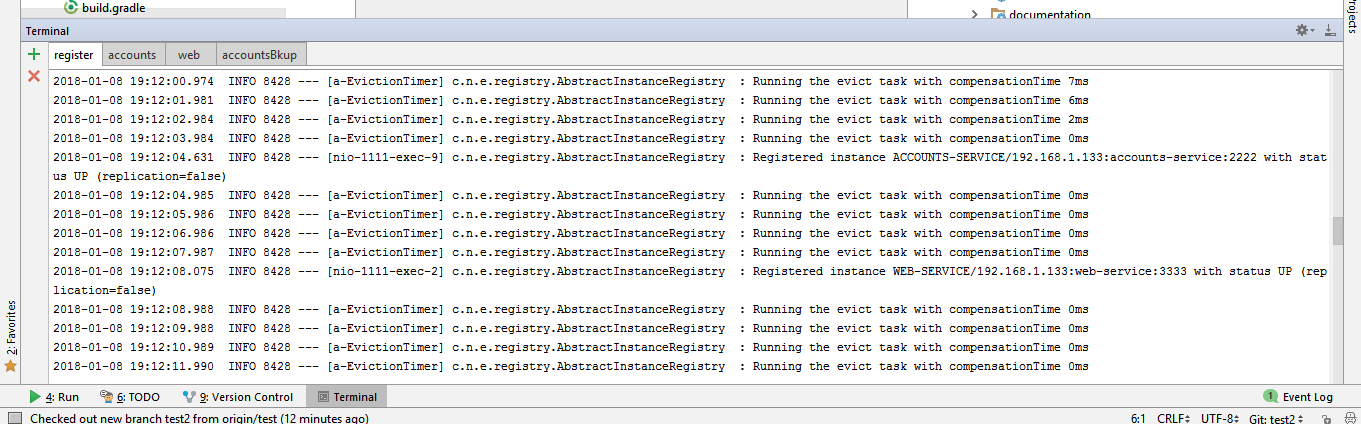 build.gradle
documentation
Projects
Terminal
register accounts web accountsBkup
2018-01-08 19:12:00.974  INFO 8428 --- [a-EvictionTimer] c.n.e.registry.AbstractInstanceRegistry  : Running the evict task with compensationTime 7ms
2018-01-08 19:12:01.981  INFO 8428 --- [a-EvictionTimer] c.n.e.registry.AbstractInstanceRegistry  : Running the evict task with compensationTime 6ms
2018-01-08 19:12:02.984  INFO 8428 --- [a-EvictionTimer] c.n.e.registry.AbstractInstanceRegistry  : Running the evict task with compensationTime 2ms
2018-01-08 19:12:03.984  INFO 8428 --- [a-EvictionTimer] c.n.e.registry.AbstractInstanceRegistry  : Running the evict task with compensationTime 0ms
2018-01-08 19:12:04.631  INFO 8428 --- [nio-1111-exec-9] c.n.e.registry.AbstractInstanceRegistry  : Registered instance ACCOUNTS-SERVICE/192.168.1.133:accounts-service:2222 with stat
us UP (replication=false)
2018-01-08 19:12:04.985  INFO 8428 --- [a-EvictionTimer] c.n.e.registry.AbstractInstanceRegistry  : Running the evict task with compensationTime 0ms
2018-01-08 19:12:05.986  INFO 8428 --- [a-EvictionTimer] c.n.e.registry.AbstractInstanceRegistry  : Running the evict task with compensationTime 0ms
2018-01-08 19:12:06.986  INFO 8428 --- [a-EvictionTimer] c.n.e.registry.AbstractInstanceRegistry  : Running the evict task with compensationTime 0ms
2018-01-08 19:12:07.987  INFO 8428 --- [a-EvictionTimer] c.n.e.registry.AbstractInstanceRegistry  : Running the evict task with compensationTime 0ms
2018-01-08 19:12:08.075  INFO 8428 --- [nio-1111-exec-2] c.n.e.registry.AbstractInstanceRegistry  : Registered instance WEB-SERVICE/192.168.1.133:web-service:3333 with status UP (rep
lication=false)
2018-01-08 19:12:08.988  INFO 8428 --- [a-EvictionTimer] c.n.e.registry.AbstractInstanceRegistry  : Running the evict task with compensationTime 0ms
2018-01-08 19:12:09.988  INFO 8428 --- [a-EvictionTimer] c.n.e.registry.AbstractInstanceRegistry  : Running the evict task with compensationTime 0ms
2018-01-08 19:12:10.989  INFO 8428 --- [a-EvictionTimer] c.n.e.registry.AbstractInstanceRegistry  : Running the evict task with compensationTime 0ms
2018-01-08 19:12:11.990  INFO 8428 --- [a-EvictionTimer] c.n.e.registry.AbstractInstanceRegistry  : Running the evict task with compensationTime 0ms
2: Favorites
4: Run 6: TODO 9: Version Control Terminal 1 Event Log
Checked out new branch test2 from origin/test (12 minutes ago) 6:1 CRLF UTF-8 Git: test2